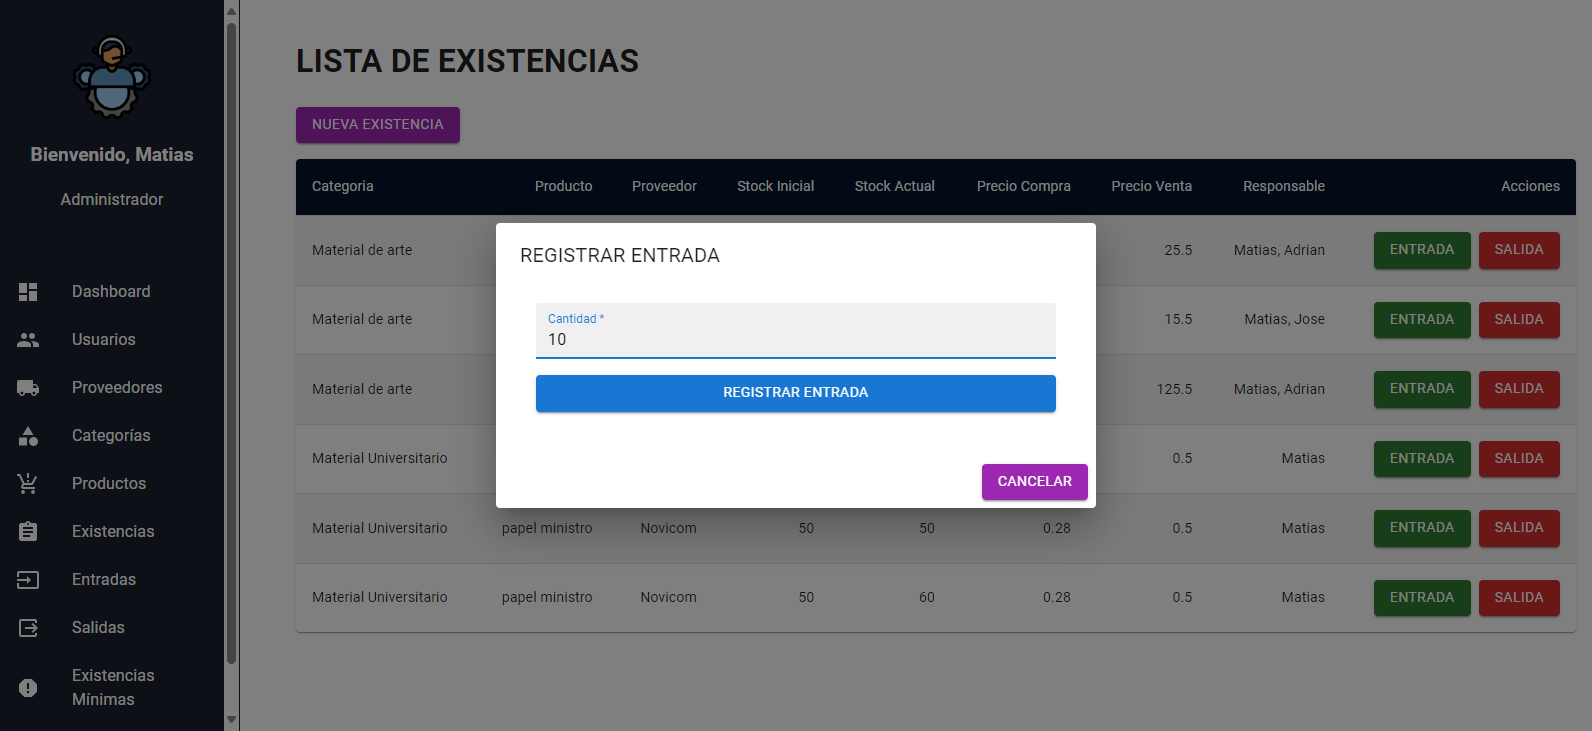 Bienvenido, Matias
Administrador
Dashboard
Usuarios
Proveedores
Categorías
Productos
Existencias
Entradas
Salidas
Existencias
Mínimas
LISTA DE EXISTENCIAS
NUEVA EXISTENCIA
Categoria Producto Proveedor Stock Inicial Stock Actual Precio Compra Precio Venta Responsable Acciones
Material de arte 25.5 Matias, Adrian ENTRADA SALIDA
Material de arte 15.5 Matias, Jose ENTRADA SALIDA
Material de arte 125.5 Matias, Adrian ENTRADA SALIDA
Material Universitario 0.5 Matias ENTRADA SALIDA
Material Universitario papel ministro Novicom 50 50 0.28 0.5 Matias ENTRADA SALIDA
Material Universitario papel ministro Novicom 50 60 0.28 0.5 Matias ENTRADA SALIDA
REGISTRAR ENTRADA
Cantidad *
10
REGISTRAR ENTRADA
CANCELAR